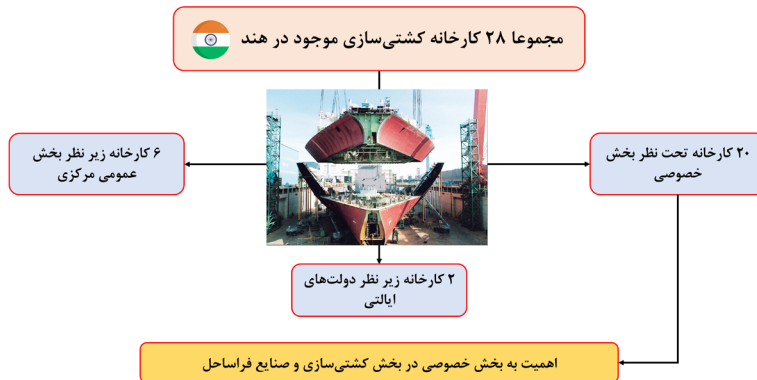 مجموعا ۲۸ کارخانه کشتی‌سازی موجود در هند
۲۰ کارخانه تحت نظر بخش
خصوصی
۶ کارخانه زیر نظر بخش
عمومی مرکزی
۲ کارخانه زیر نظر دولت‌های
ایالتی
اهمیت به بخش خصوصی در بخش کشتی‌سازی و صنایع فراساحل